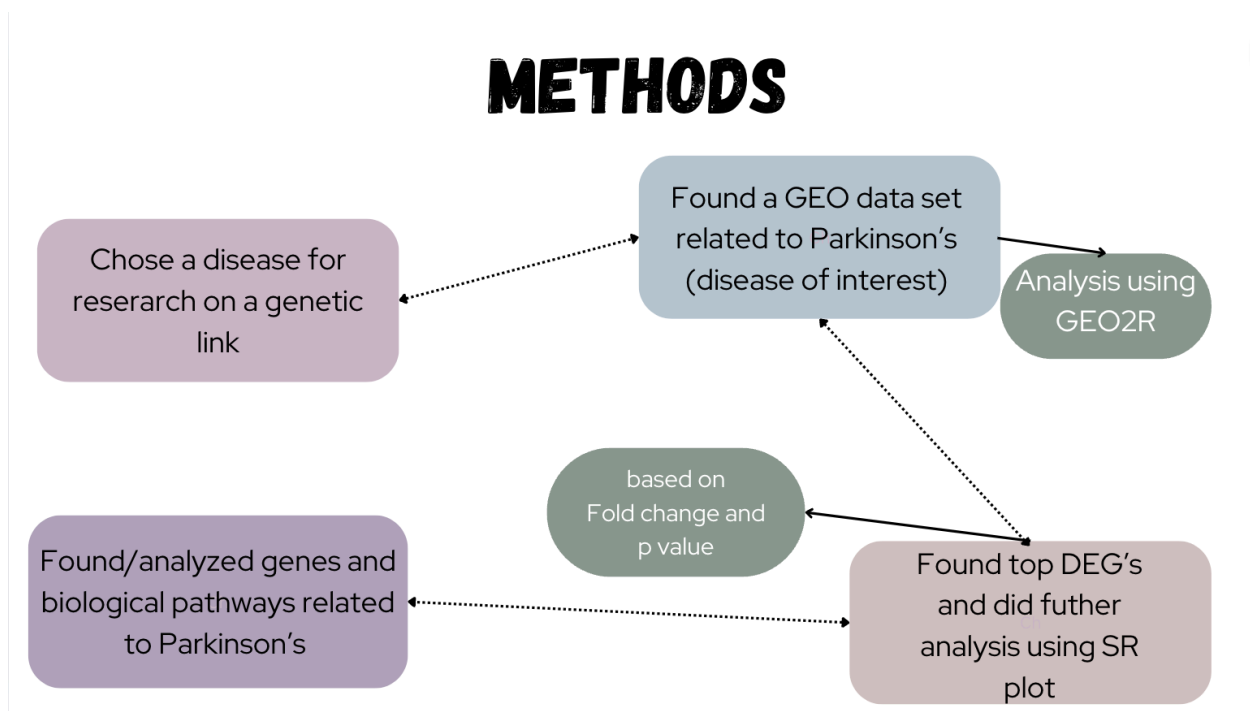 METHODS
Chose a disease for
reserarch on a genetic
link
Found a GEO data set
related to Parkinson's
(disease of interest)
Analysis using
GEO2R
based on
Fold change and
p value
Found top DEG's
and did futher
analysis using SR
plot
Found/analyzed genes and
biological pathways related
to Parkinson's